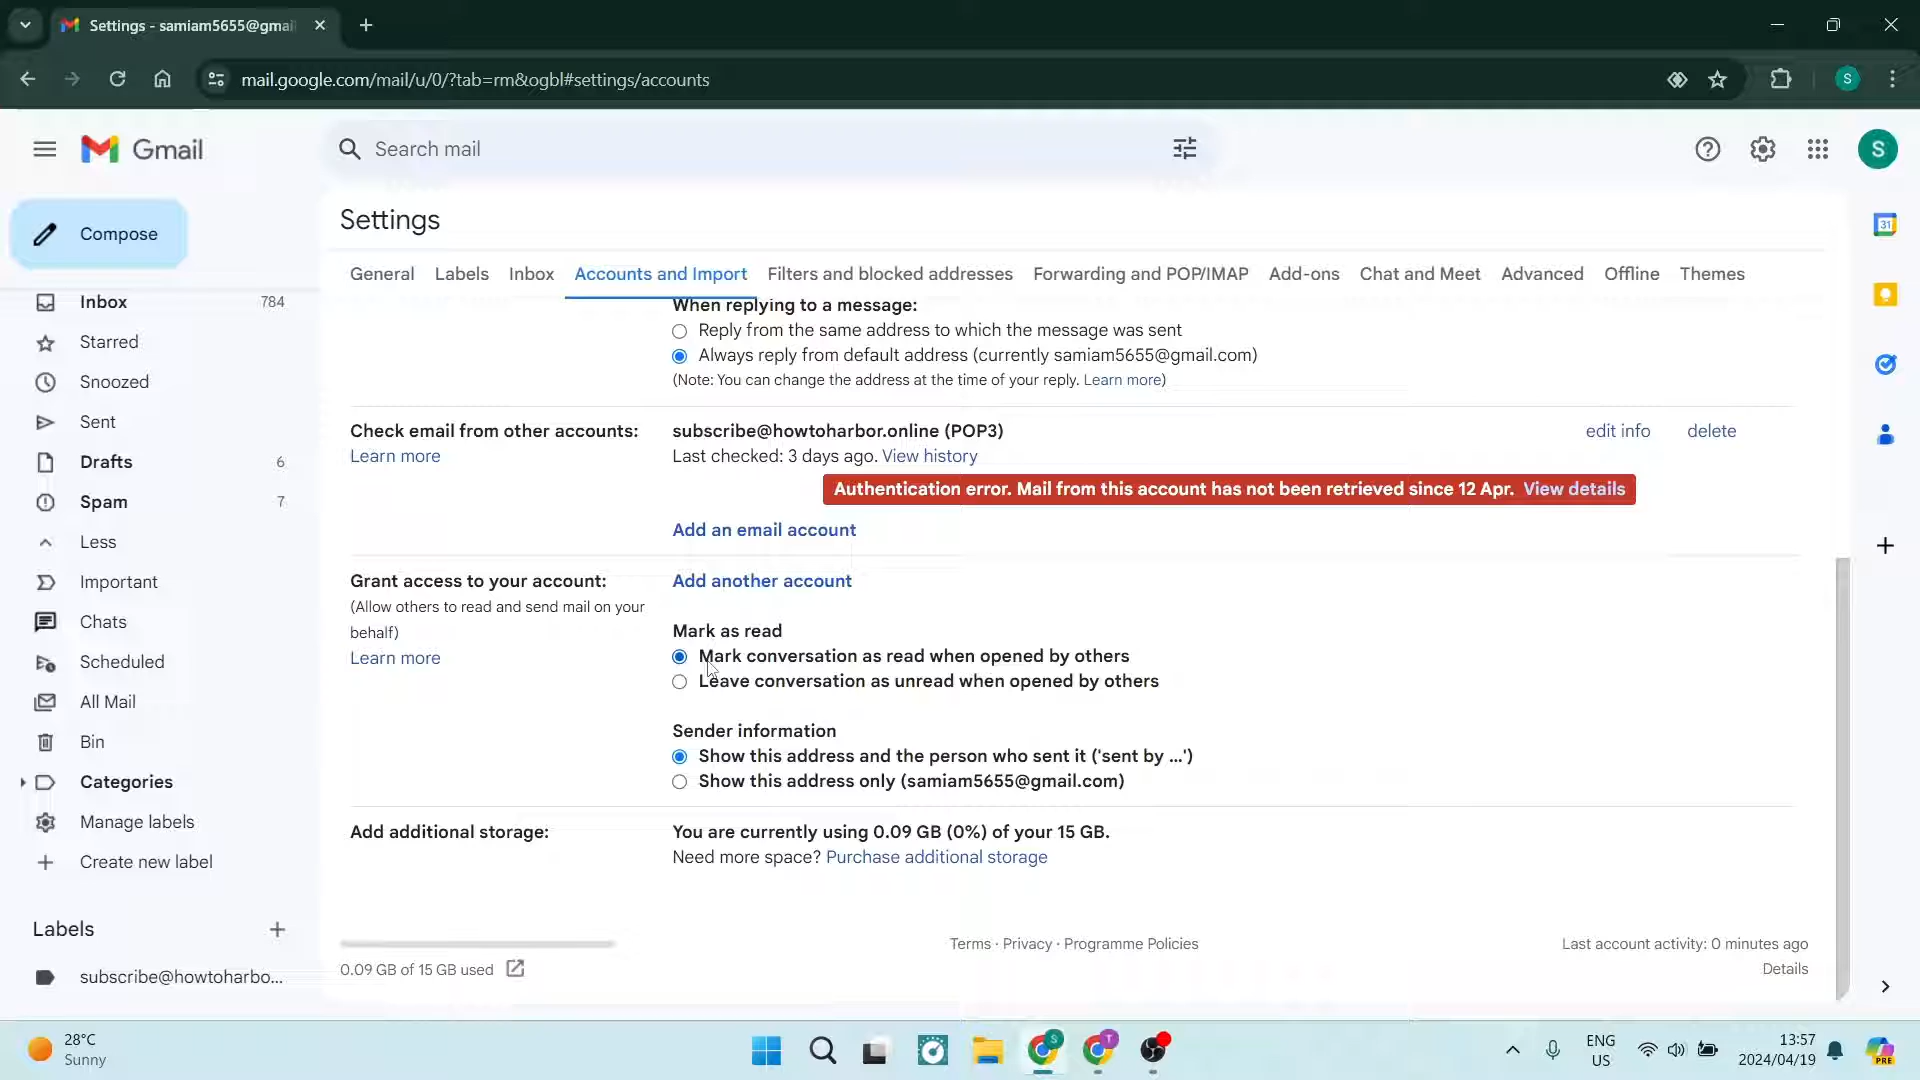 Settings - samiam5655@gmai
mail.google.com/mail/u/0/?tab=rm&ogbl#settings/accounts
S
Gmail
Search mail
S
Compose
Settings
General Labels Inbox Accounts and Import Filters and blocked addresses Forwarding and POP/IMAP Add-ons Chat and Meet Advanced Offline Themes
Inbox 784
Starred
Snoozed
Sent
Drafts 6
Spam 7
Less
Important
Chats
Scheduled
All Mail
Bin
Categories
Manage labels
Create new label
Labels
subscribe@howtoharbo...
When replying to a message:
Reply from the same address to which the message was sent
Always reply from default address (currently samiam5655@gmail.com)
(Note: You can change the address at the time of your reply. Learn more)
Check email from other accounts:
Learn more
subscribe@howtoharbor.online (POP3) edit info delete
Last checked: 3 days ago. View history
Authentication error. Mail from this account has not been retrieved since 12 Apr. View details
Add an email account
Grant access to your account:
(Allow others to read and send mail on your
behalf)
Learn more
Add another account
Mark as read
Mark conversation as read when opened by others
Leave conversation as unread when opened by others
Sender information
Show this address and the person who sent it ('sent by ...')
Show this address only (samiam5655@gmail.com)
Add additional storage:
You are currently using 0.09 GB (0%) of your 15 GB.
Need more space? Purchase additional storage
0.09 GB of 15 GB used
Terms · Privacy · Programme Policies
Last account activity: 0 minutes ago
Details
31
28°C
Sunny
S
T
ENG
US
13:57
2024/04/19
PRE